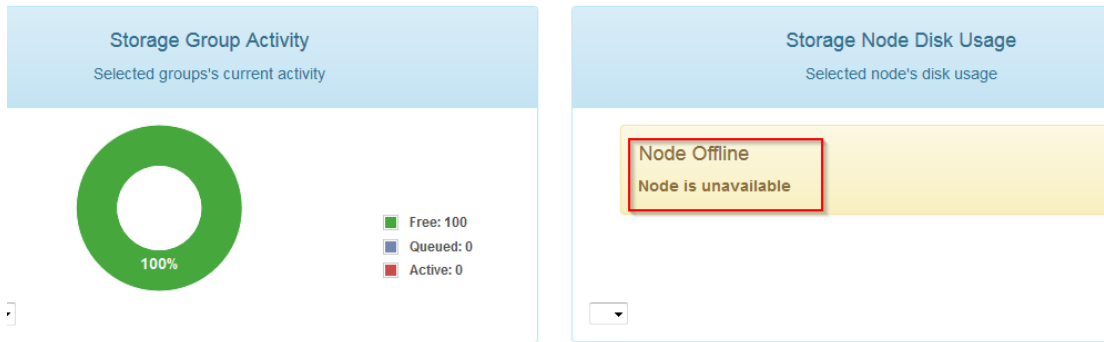 Storage Group Activity
Selected groups's current activity
100%
Free: 100
Queued: 0
Active: 0
Storage Node Disk Usage
Selected node's disk usage
Node Offline
Node is unavailable